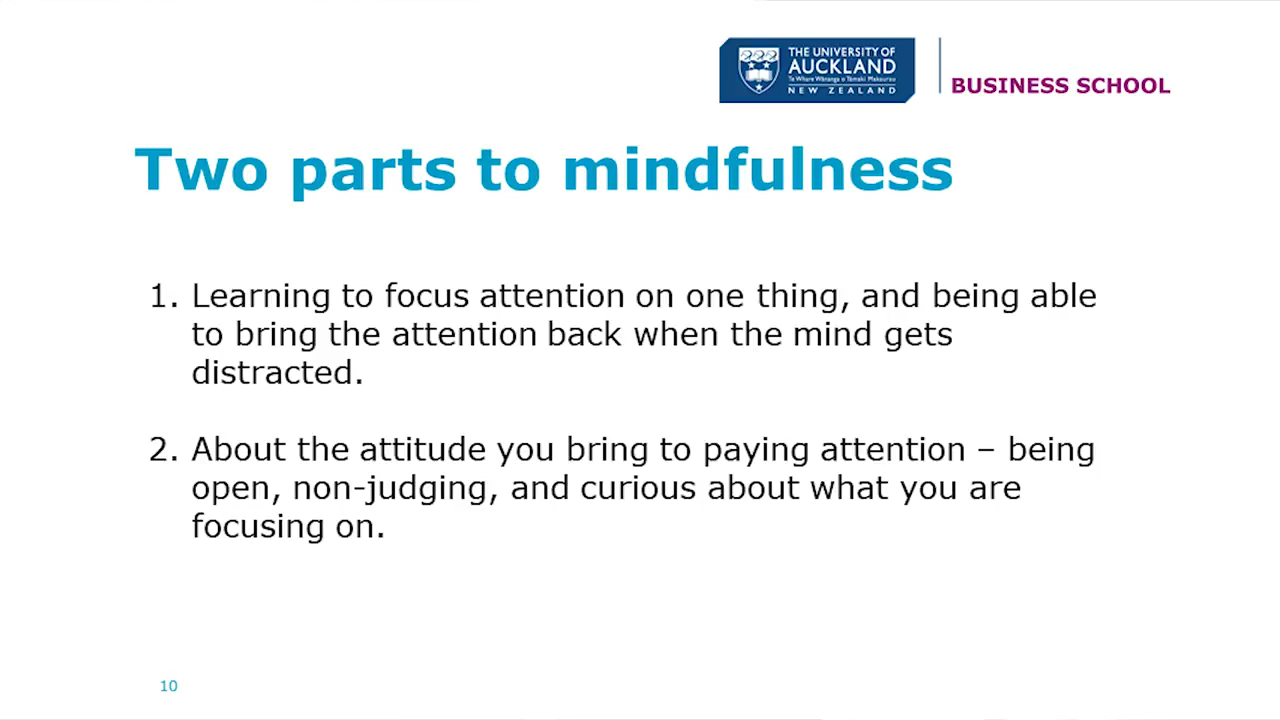 THE UNIVERSITY OF
AUCKLAND
Te Whare Wānanga o Tāmaki Makaurau
NEW ZEALAND
BUSINESS SCHOOL
Two parts to mindfulness
1. Learning to focus attention on one thing, and being able
to bring the attention back when the mind gets
distracted.
2. About the attitude you bring to paying attention – being
open, non-judging, and curious about what you are
focusing on.
10